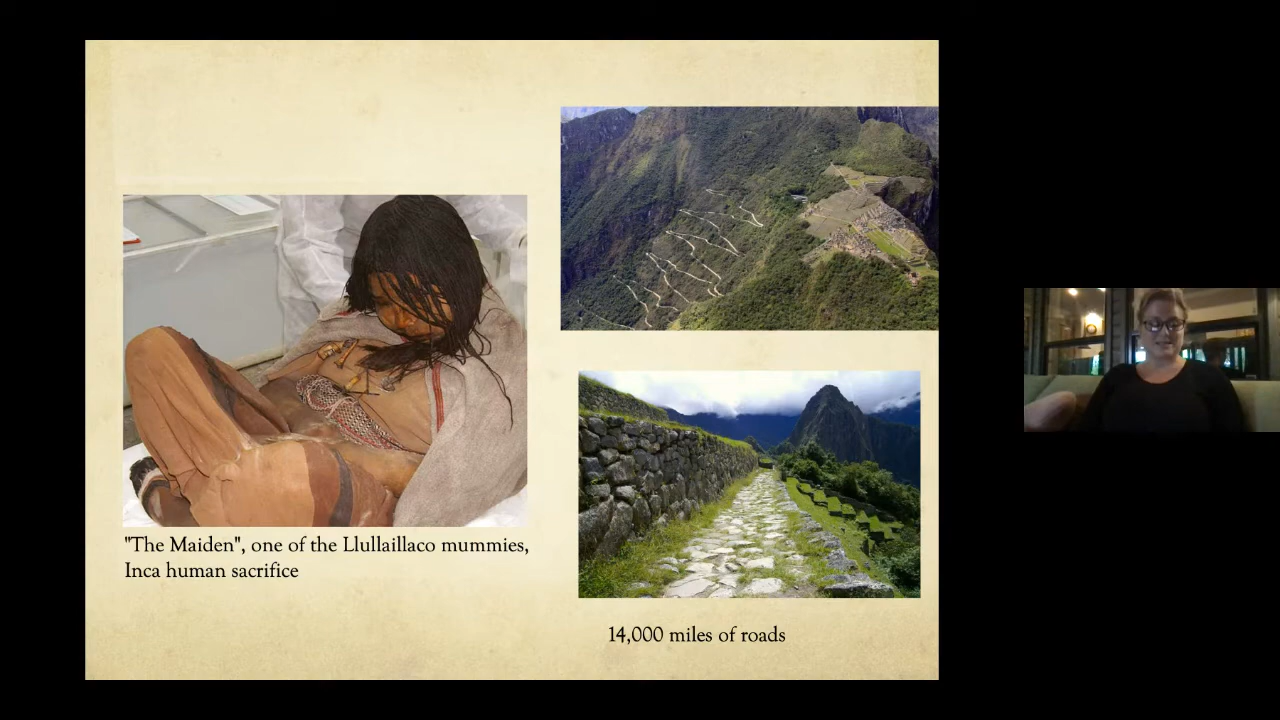 "The Maiden", one of the Llullaillaco mummies,
Inca human sacrifice
14,000 miles of roads